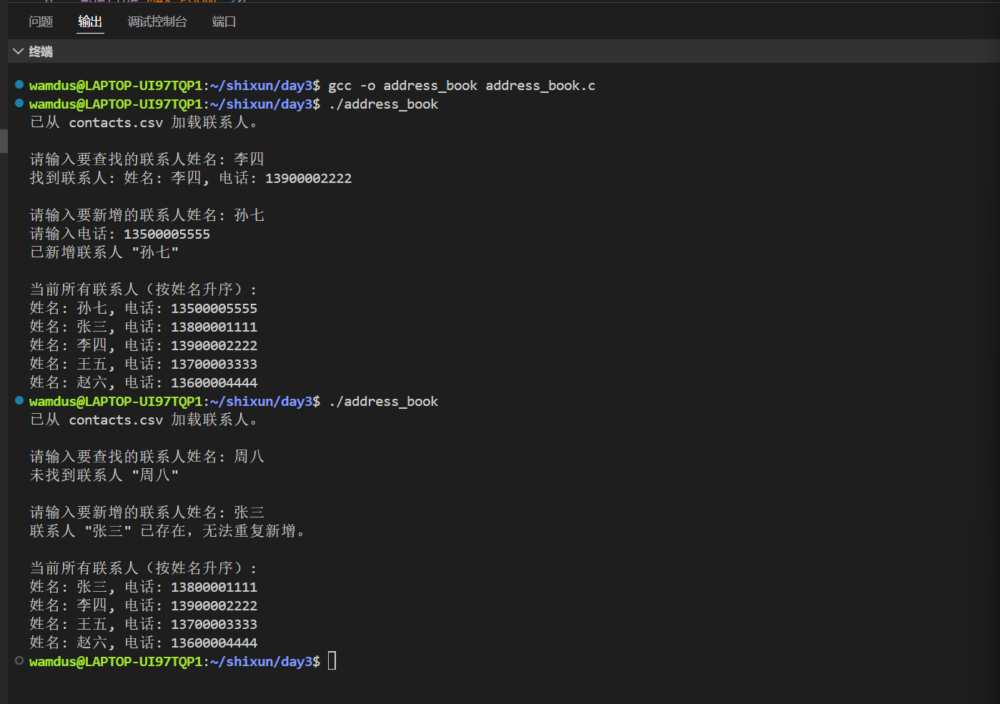 问题 输出 调试控制台 端口
终端
wamdus@LAPTOP-UI97TQP1:~/shixun/day3$ gcc -o address_book address_book.c
wamdus@LAPTOP-UI97TQP1:~/shixun/day3$ ./address_book
已从 contacts.csv 加载联系人。
请输入要查找的联系人姓名: 李四
找到联系人: 姓名: 李四, 电话: 13900002222
请输入要新增的联系人姓名: 孙七
请输入电话: 13500005555
已新增联系人 "孙七"
当前所有联系人（按姓名升序）:
姓名: 孙七, 电话: 13500005555
姓名: 张三, 电话: 13800001111
姓名: 李四, 电话: 13900002222
姓名: 王五, 电话: 13700003333
姓名: 赵六, 电话: 13600004444
wamdus@LAPTOP-UI97TQP1:~/shixun/day3$ ./address_book
已从 contacts.csv 加载联系人。
请输入要查找的联系人姓名: 周八
未找到联系人 "周八"
请输入要新增的联系人姓名: 张三
联系人 "张三" 已存在，无法重复新增。
当前所有联系人（按姓名升序）:
姓名: 张三, 电话: 13800001111
姓名: 李四, 电话: 13900002222
姓名: 王五, 电话: 13700003333
姓名: 赵六, 电话: 13600004444
wamdus@LAPTOP-UI97TQP1:~/shixun/day3$